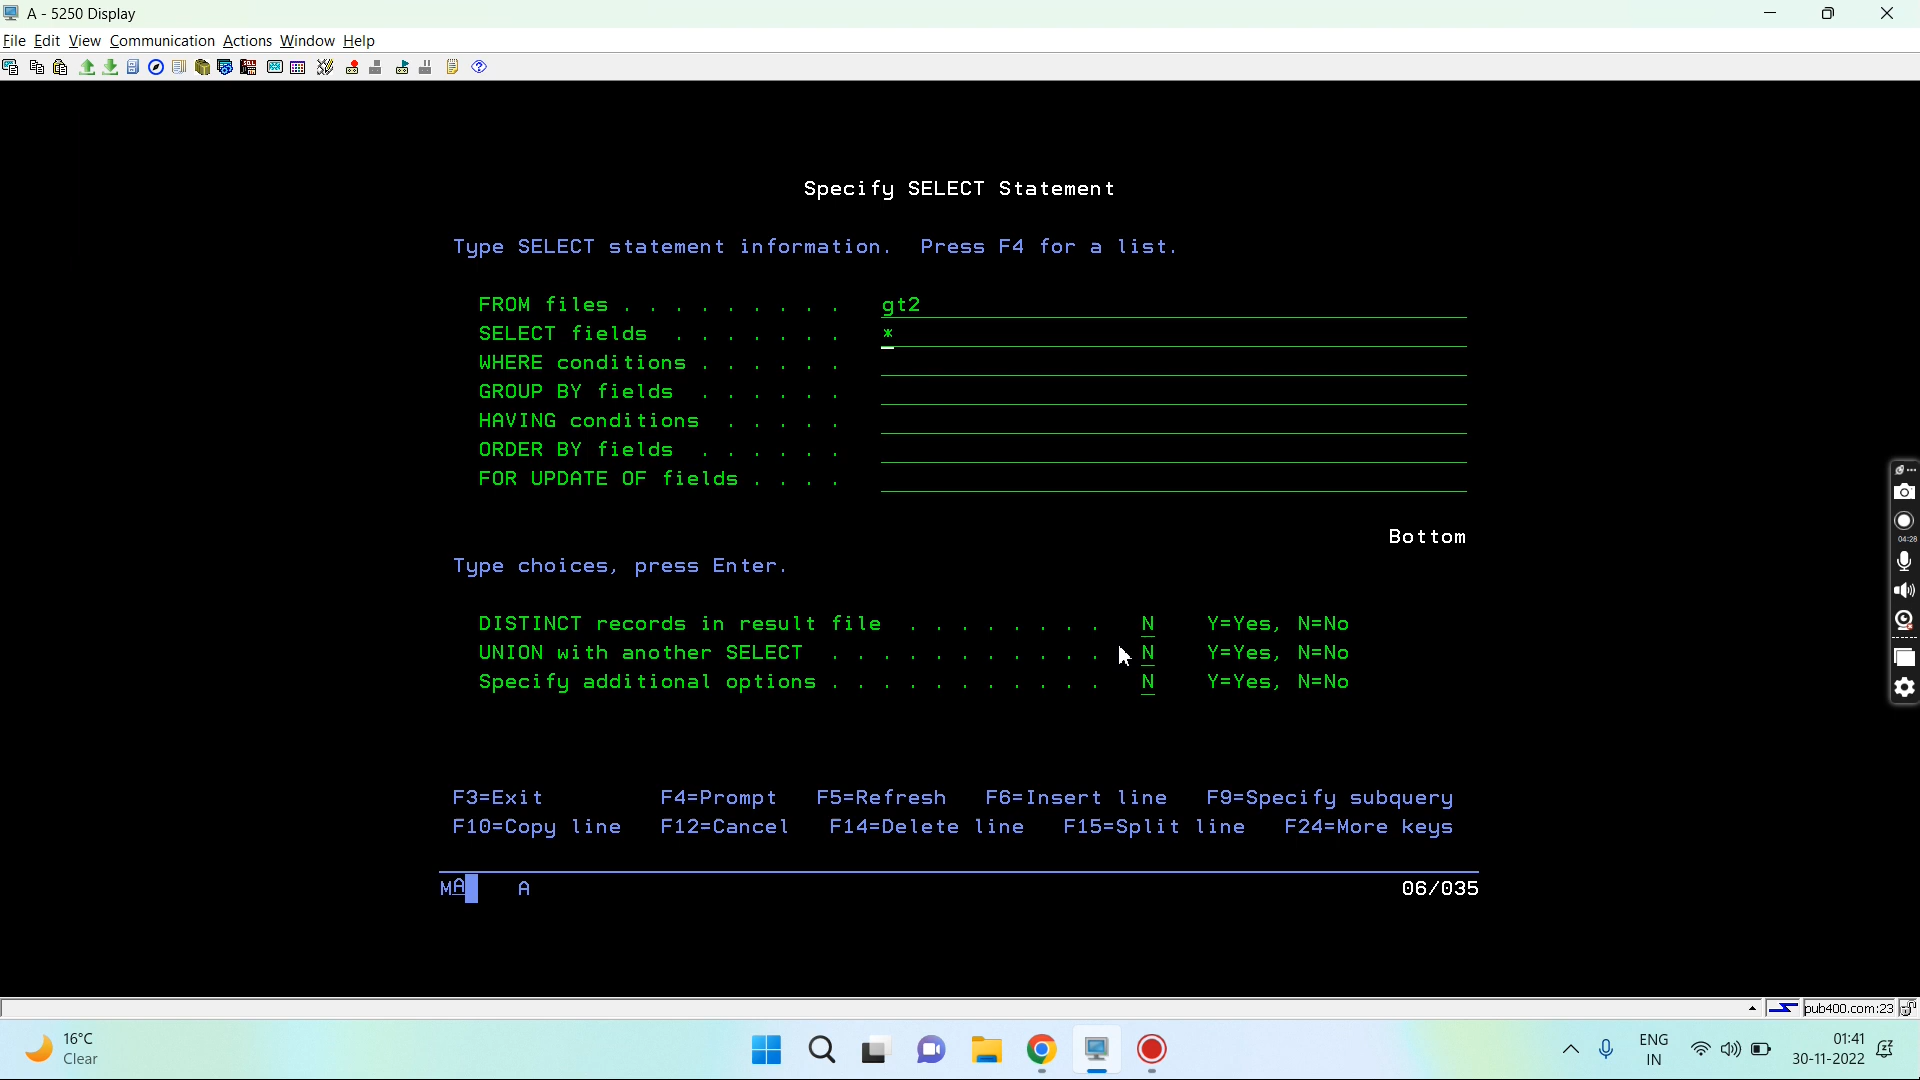 A - 5250 Display
File Edit View Communication Actions Window Help
Specify SELECT Statement
Type SELECT statement information.  Press F4 for a list.
FROM files . . . . . . . . .   gt2
SELECT fields  . . . . . . .   *
WHERE conditions . . . . . .
GROUP BY fields  . . . . . .
HAVING conditions  . . . . .
ORDER BY fields  . . . . . .
FOR UPDATE OF fields . . . .
Bottom
Type choices, press Enter.
DISTINCT records in result file  . . . . . . . .   N    Y=Yes, N=No
UNION with another SELECT  . . . . . . . . . . .   N    Y=Yes, N=No
Specify additional options . . . . . . . . . . .   N    Y=Yes, N=No
F3=Exit   F4=Prompt   F5=Refresh   F6=Insert line   F9=Specify subquery
F10=Copy line   F12=Cancel   F14=Delete line   F15=Split line   F24=More keys
MA   A   06/035
04:28
pub400.com:23
16°C
Clear
ENG
IN
01:41
30-11-2022